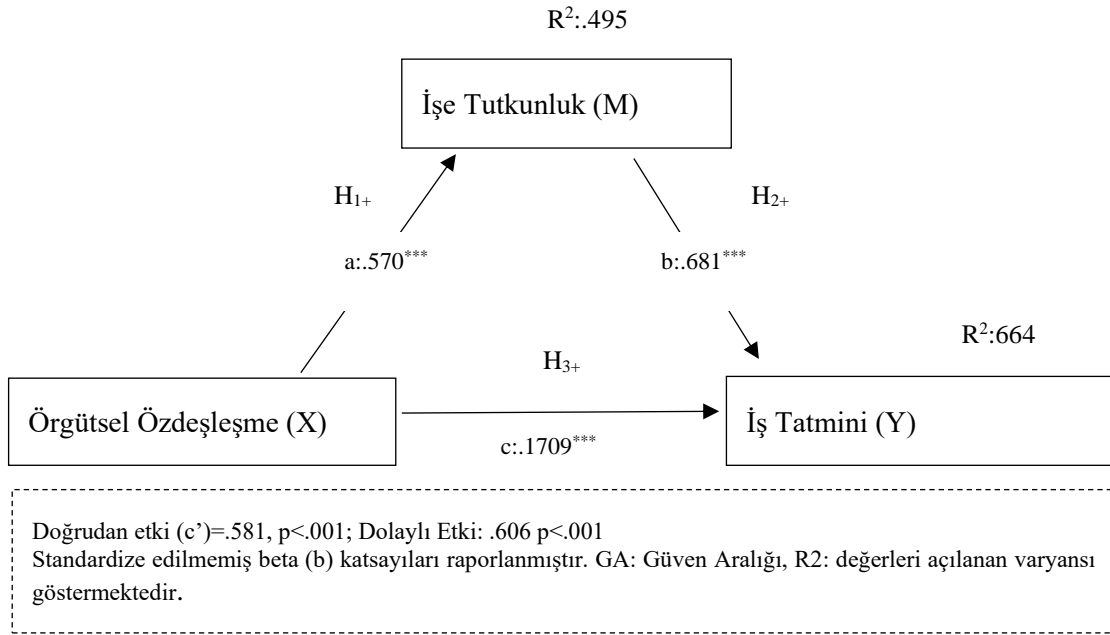 R²:.495
İşe Tutkunluk (M)
H₁₊
H₂₊
a:.570***
b:.681***
R²:664
H₃₊
Örgütsel Özdeşleşme (X)
İş Tatmini (Y)
c:.1709***
Doğrudan etki (c’)=.581, p<.001; Dolaylı Etki: .606 p<.001
Standardize edilmemiş beta (b) katsayıları raporlanmıştır. GA: Güven Aralığı, R2: değerleri açılanan varyansı
göstermektedir.